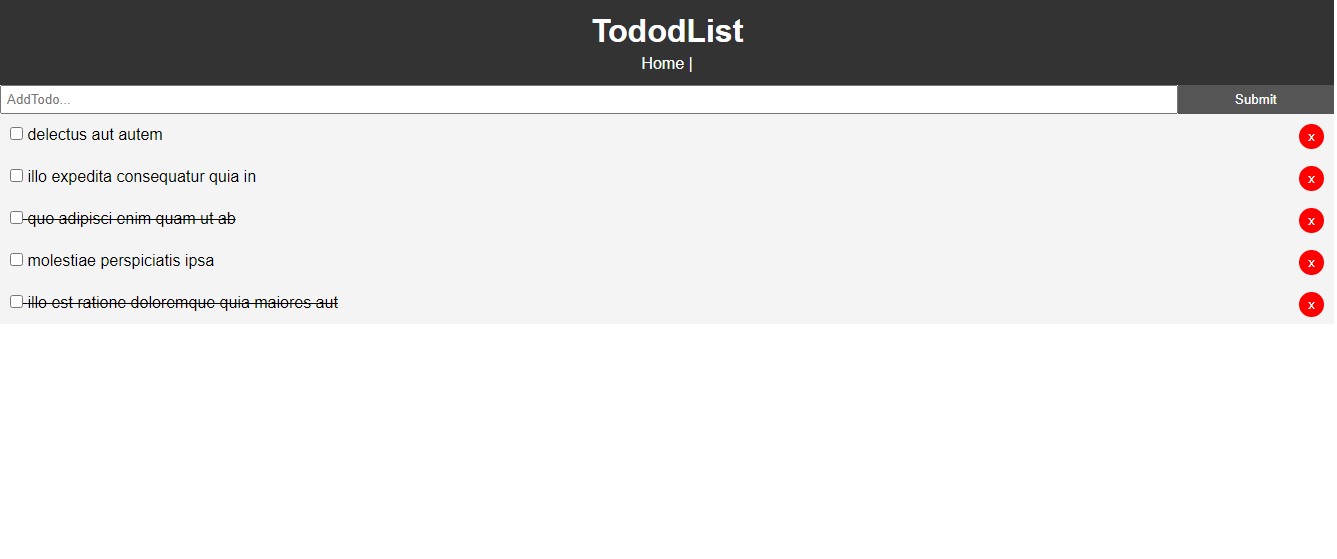 TododList
Home |
AddTodo... Submit
delectus aut autem x
illo expedita consequatur quia in x
quo adipisci enim quam ut ab x
molestiae perspiciatis ipsa x
illo est ratione doloremque quia maiores aut x